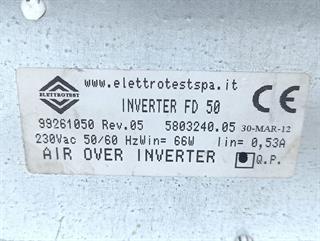 ELETTROTEST
www.elettrotestspa.it
INVERTER FD 50
CE
99261050 Rev.05 5803240.05 30-MAR-12
230Vac 50/60 HzWin= 66W Iin= 0,53A
AIR OVER INVERTER Q.P.